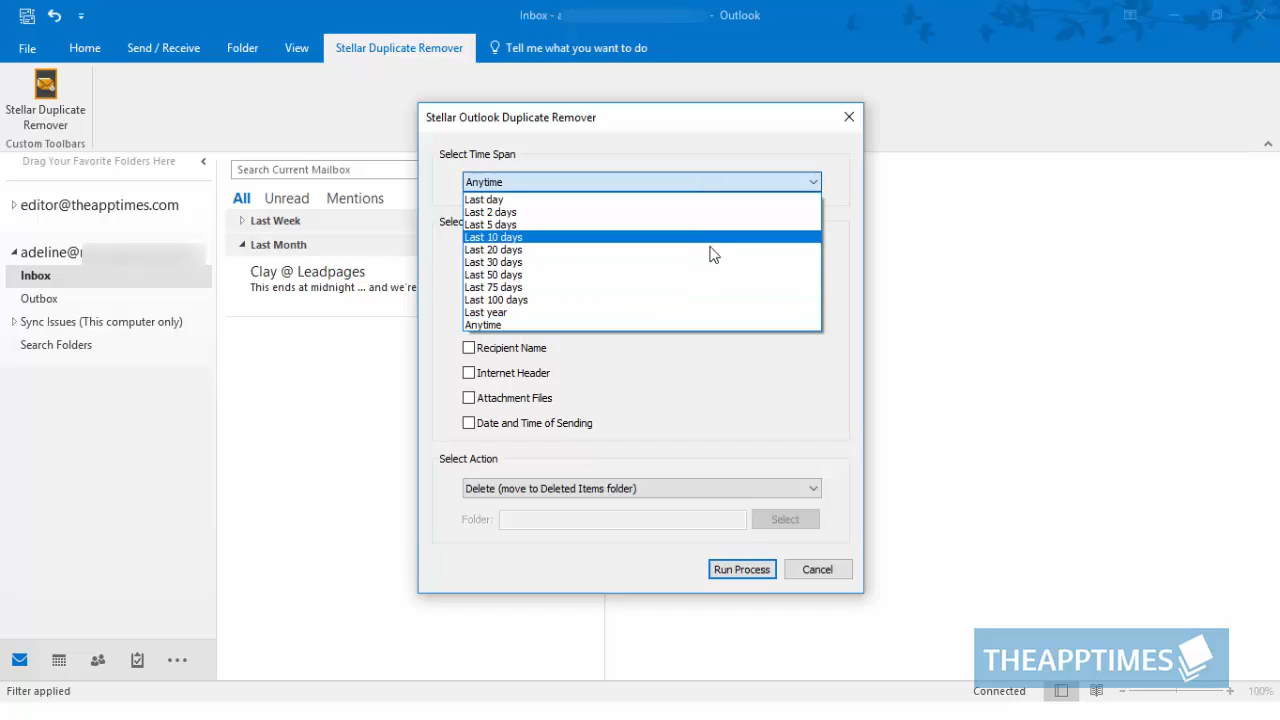 Inbox - a - Outlook
File Home Send / Receive Folder View Stellar Duplicate Remover Tell me what you want to do
Stellar Duplicate
Remover
Custom Toolbars
Drag Your Favorite Folders Here
editor@theapptimes.com
adeline@
Inbox
Outbox
Sync Issues (This computer only)
Search Folders
Search Current Mailbox
All Unread Mentions
Last Week
Last Month
Clay @ Leadpages
This ends at midnight ... and we're
Stellar Outlook Duplicate Remover
Select Time Span
Anytime
Last day
Last 2 days
Last 5 days
Last 10 days
Last 20 days
Last 30 days
Last 50 days
Last 75 days
Last 100 days
Last year
Anytime
Selec
Recipient Name
Internet Header
Attachment Files
Date and Time of Sending
Select Action
Delete (move to Deleted Items folder)
Folder: Select
Run Process Cancel
THEAPPTIMES
Filter applied Connected 100%